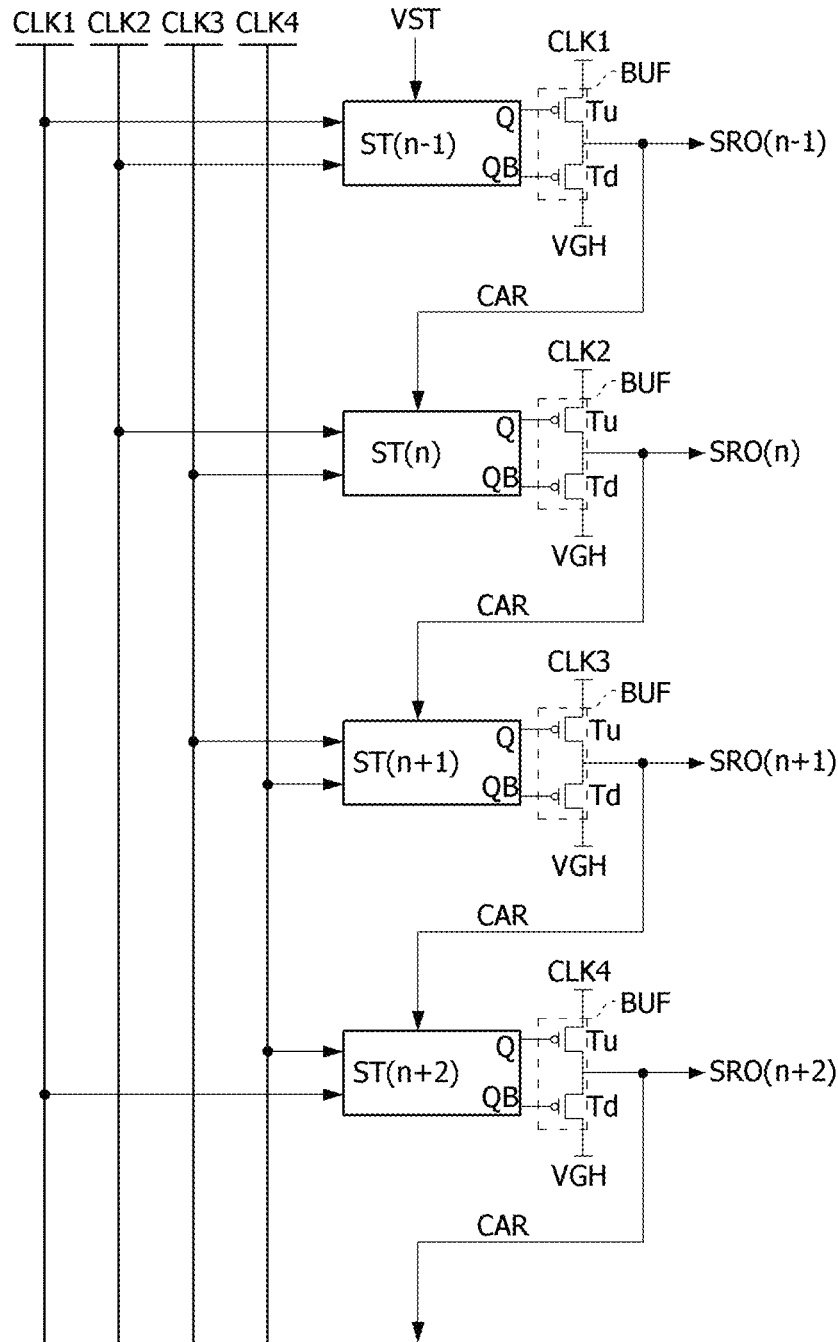 CLK1 CLK2 CLK3 CLK4
VST
CLK1
BUF
Q
Tu
ST(n-1)
SRO(n-1)
QB
Td
VGH
CAR
CLK2
BUF
Q
Tu
ST(n)
SRO(n)
QB
Td
VGH
CAR
CLK3
BUF
Q
Tu
ST(n+1)
SRO(n+1)
QB
Td
VGH
CAR
CLK4
BUF
Q
Tu
ST(n+2)
SRO(n+2)
QB
Td
VGH
CAR